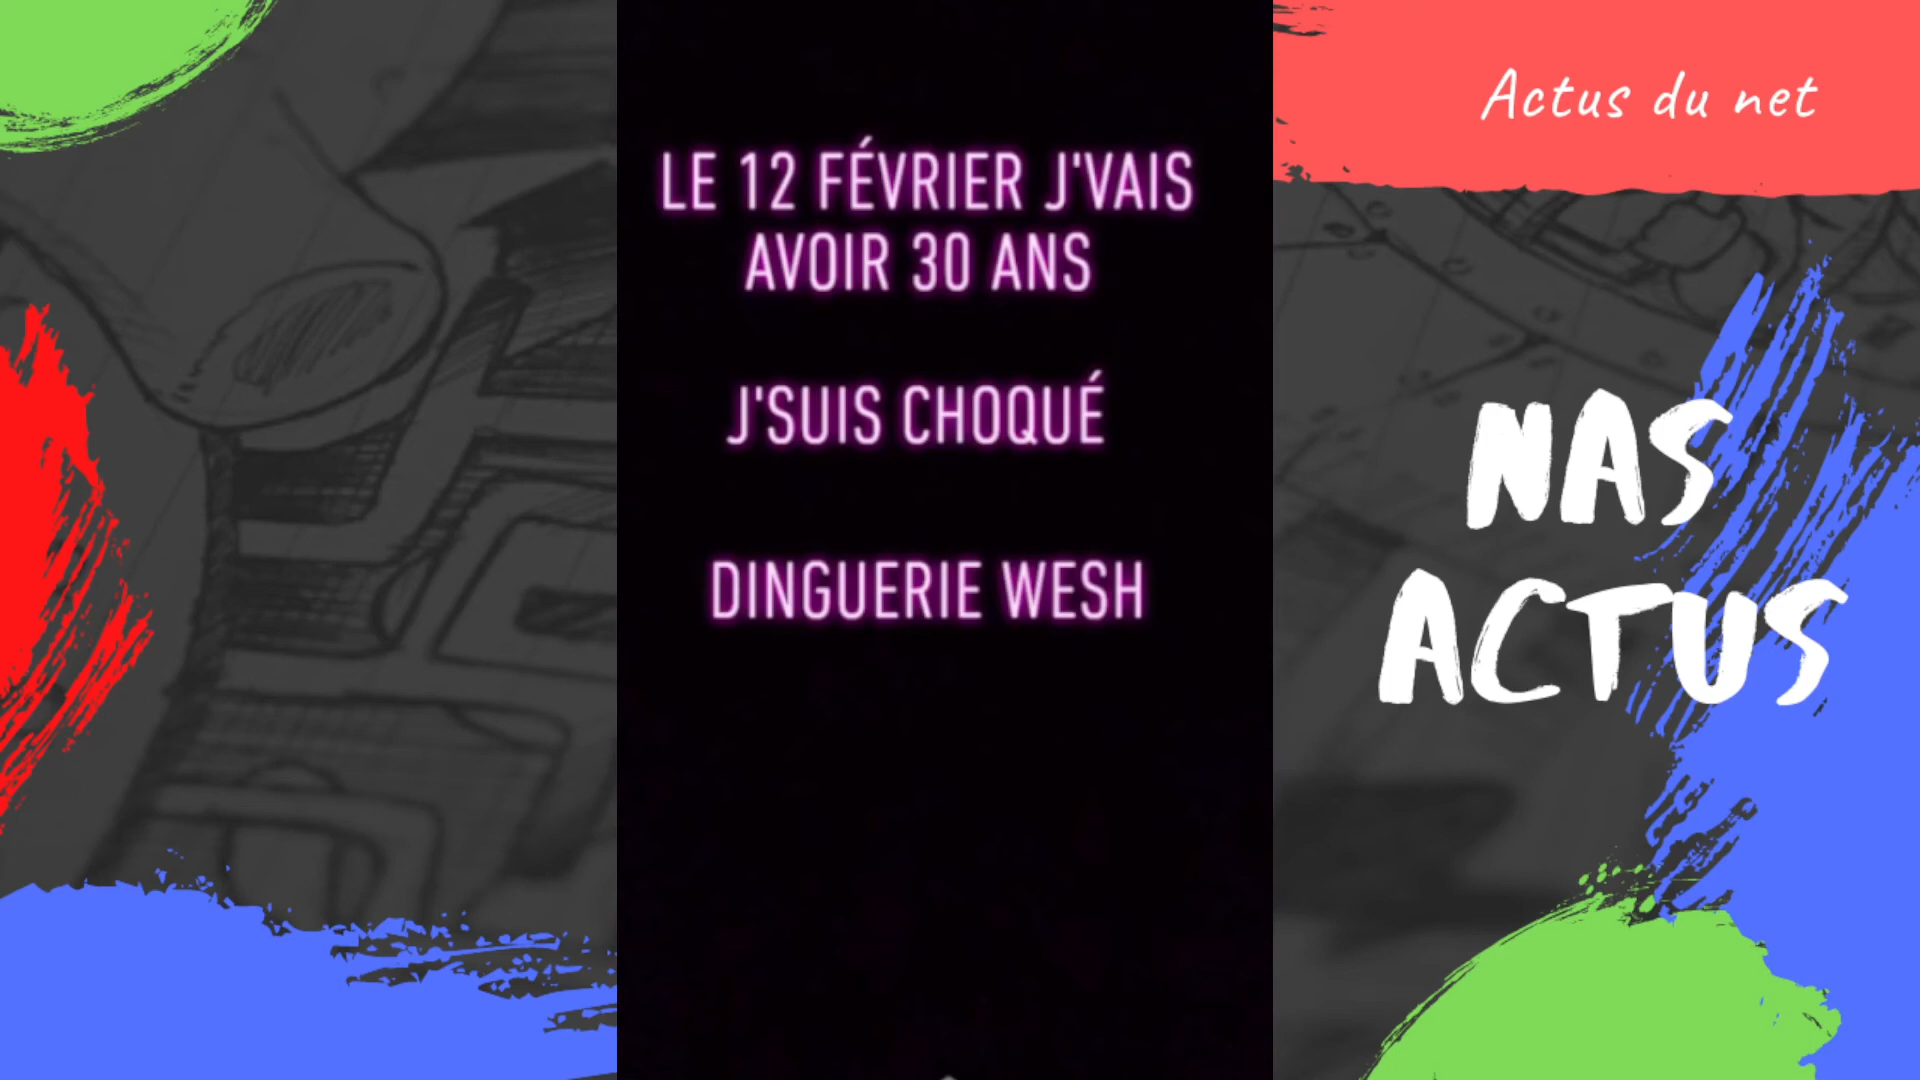 LE 12 FÉVRIER J'VAIS
AVOIR 30 ANS
J'SUIS CHOQUÉ
DINGUERIE WESH
Actus du net
NAS
ACTUS